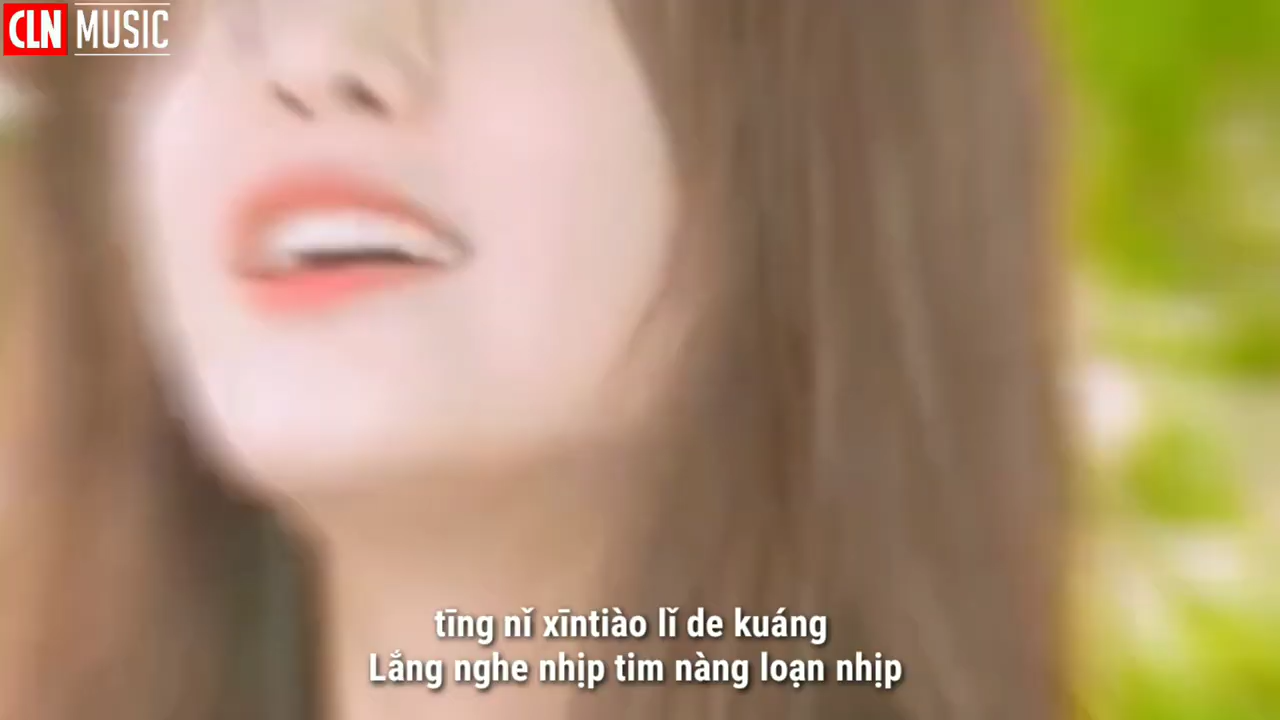 CLN MUSIC
tīng nǐ xīntiào lǐ de kuáng
Lắng nghe nhịp tim nàng loạn nhịp